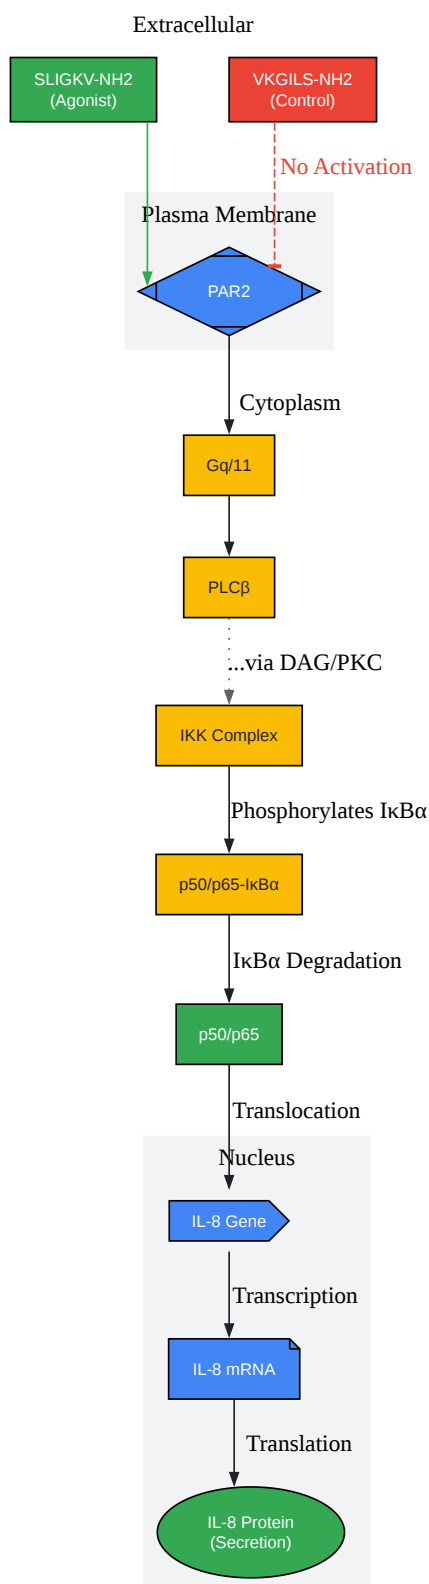 Extracellular
SLIGKV-NH2
(Agonist)
VKGILS-NH2
(Control)
No Activation
Plasma Membrane
PAR2
Cytoplasm
Gq/11
PLCβ
...via DAG/PKC
IKK Complex
Phosphorylates IκBα
p50/p65-IκBα
IκBα Degradation
p50/p65
Translocation
Nucleus
IL-8 Gene
Transcription
IL-8 mRNA
Translation
IL-8 Protein
(Secretion)